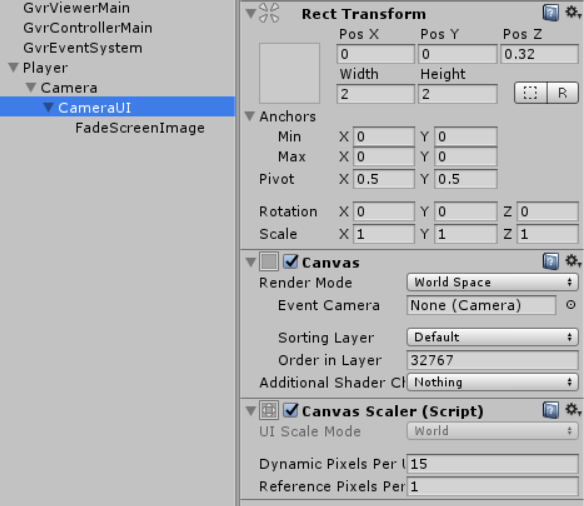 GvrViewerMain
GvrControllerMain
GvrEventSystem
Player
Camera
CameraUI
FadeScreenImage
Rect Transform
Pos X Pos Y Pos Z
0 0 0.32
Width Height
2 2
R
Anchors
Min X 0 Y 0
Max X 0 Y 0
Pivot X 0.5 Y 0.5
Rotation X 0 Y 0 Z 0
Scale X 1 Y 1 Z 1
Canvas
Render Mode World Space
Event Camera None (Camera)
Sorting Layer Default
Order in Layer 32767
Additional Shader Ch Nothing
Canvas Scaler (Script)
UI Scale Mode World
Dynamic Pixels Per U 15
Reference Pixels Per 1